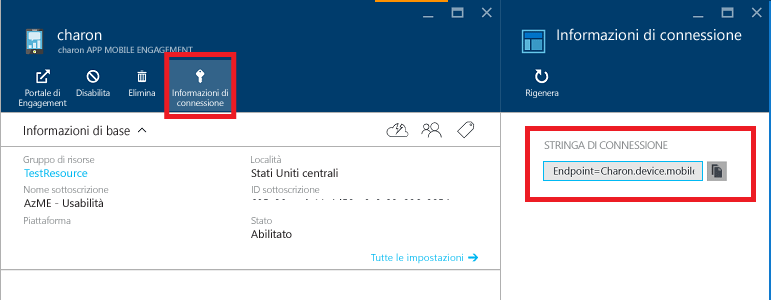 charon
charon APP MOBILE ENGAGEMENT
Portale di
Engagement
Disabilita
Elimina
Informazioni di
connessione
Informazioni di base
Gruppo di risorse
TestResource
Nome sottoscrizione
AzME - Usabilità
Piattaforma
Località
Stati Uniti centrali
ID sottoscrizione
Stato
Abilitato
Tutte le impostazioni
Informazioni di connessione
Rigenera
STRINGA DI CONNESSIONE
Endpoint=Charon.device.mobile